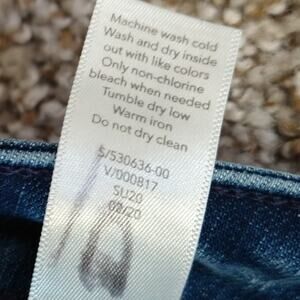 Machine wash cold
Wash and dry inside
out with like colors
Only non-chlorine
bleach when needed
Tumble dry low
Warm iron
Do not dry clean
S/530636-00
V/000817
SU20
02/20